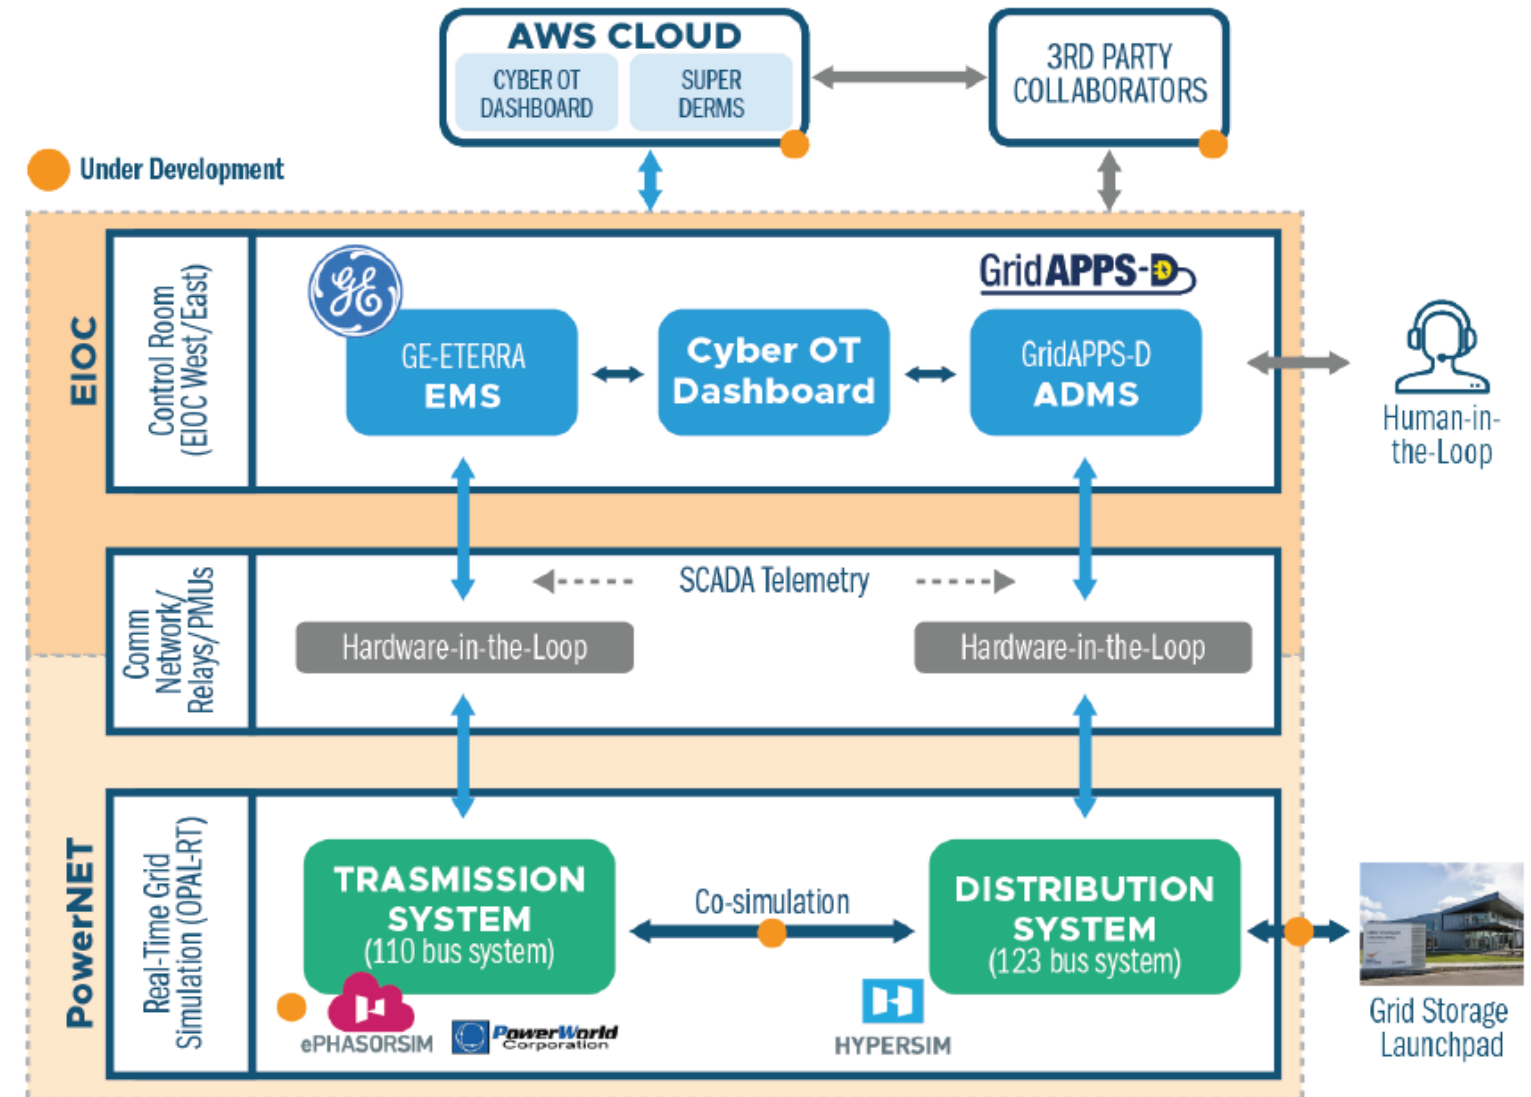 AWS CLOUD
CYBER OT
DASHBOARD
SUPER
DERMS
3RD PARTY
COLLABORATORS
Under Development
EIOC
Control Room
(EIOC West/East)
GE
GridAPPS-D
GE-ETERRA
EMS
Cyber OT
Dashboard
GridAPPS-D
ADMS
Human-in-
the-Loop
Comm
Network/
Relays/PMUs
SCADA Telemetry
Hardware-in-the-Loop
Hardware-in-the-Loop
PowerNET
Real-Time Grid
Simulation (OPAL-RT)
TRASMISSION
SYSTEM
(110 bus system)
Co-simulation
DISTRIBUTION
SYSTEM
(123 bus system)
ePHASORSIM
PowerWorld
Corporation
HYPERSIM
Grid Storage
Launchpad